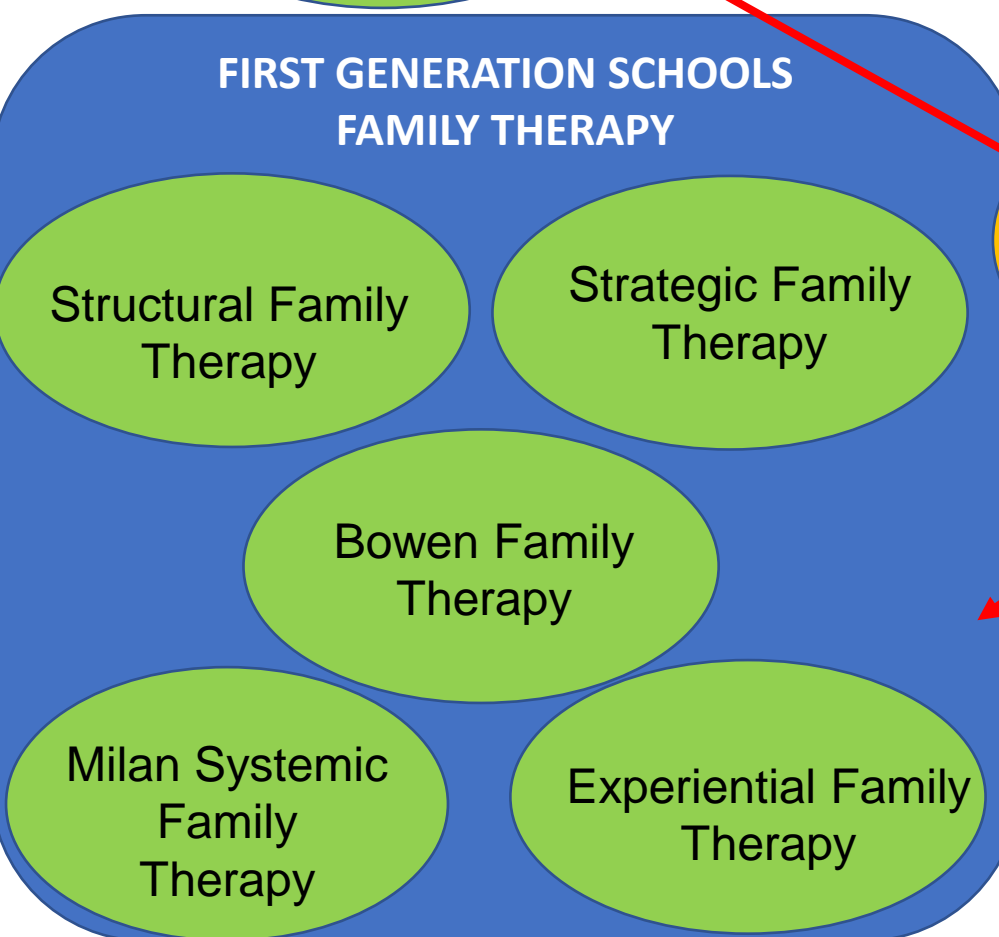 FIRST GENERATION SCHOOLS
FAMILY THERAPY
Structural Family
Therapy
Strategic Family
Therapy
Bowen Family
Therapy
Milan Systemic
Family
Therapy
Experiential Family
Therapy